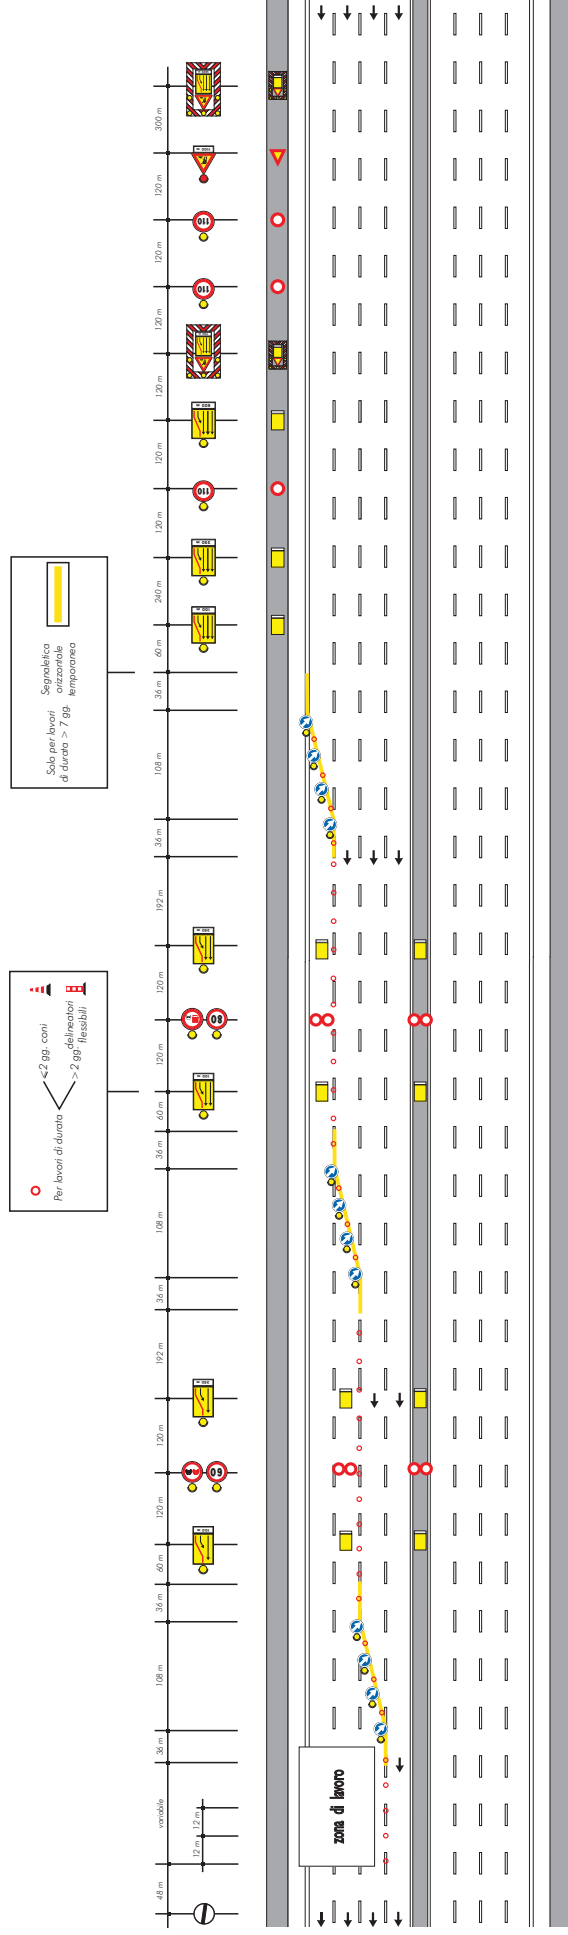 300 m
120 m
110
120 m
110
120 m
120 m
120 m
110
120 m
240 m
60 m
36 m
108 m
36 m
192 m
120 m
80
120 m
60 m
36 m
108 m
36 m
192 m
120 m
60
120 m
60 m
36 m
108 m
36 m
variabile
12 m
12 m
48 m
Solo per lavori
di durata > 7 gg.
Segnaletica
orizzontale
temporanea
Per lavori di durata
≤2 gg. coni
> 2 gg. delineatori
flessibili
zona di lavoro